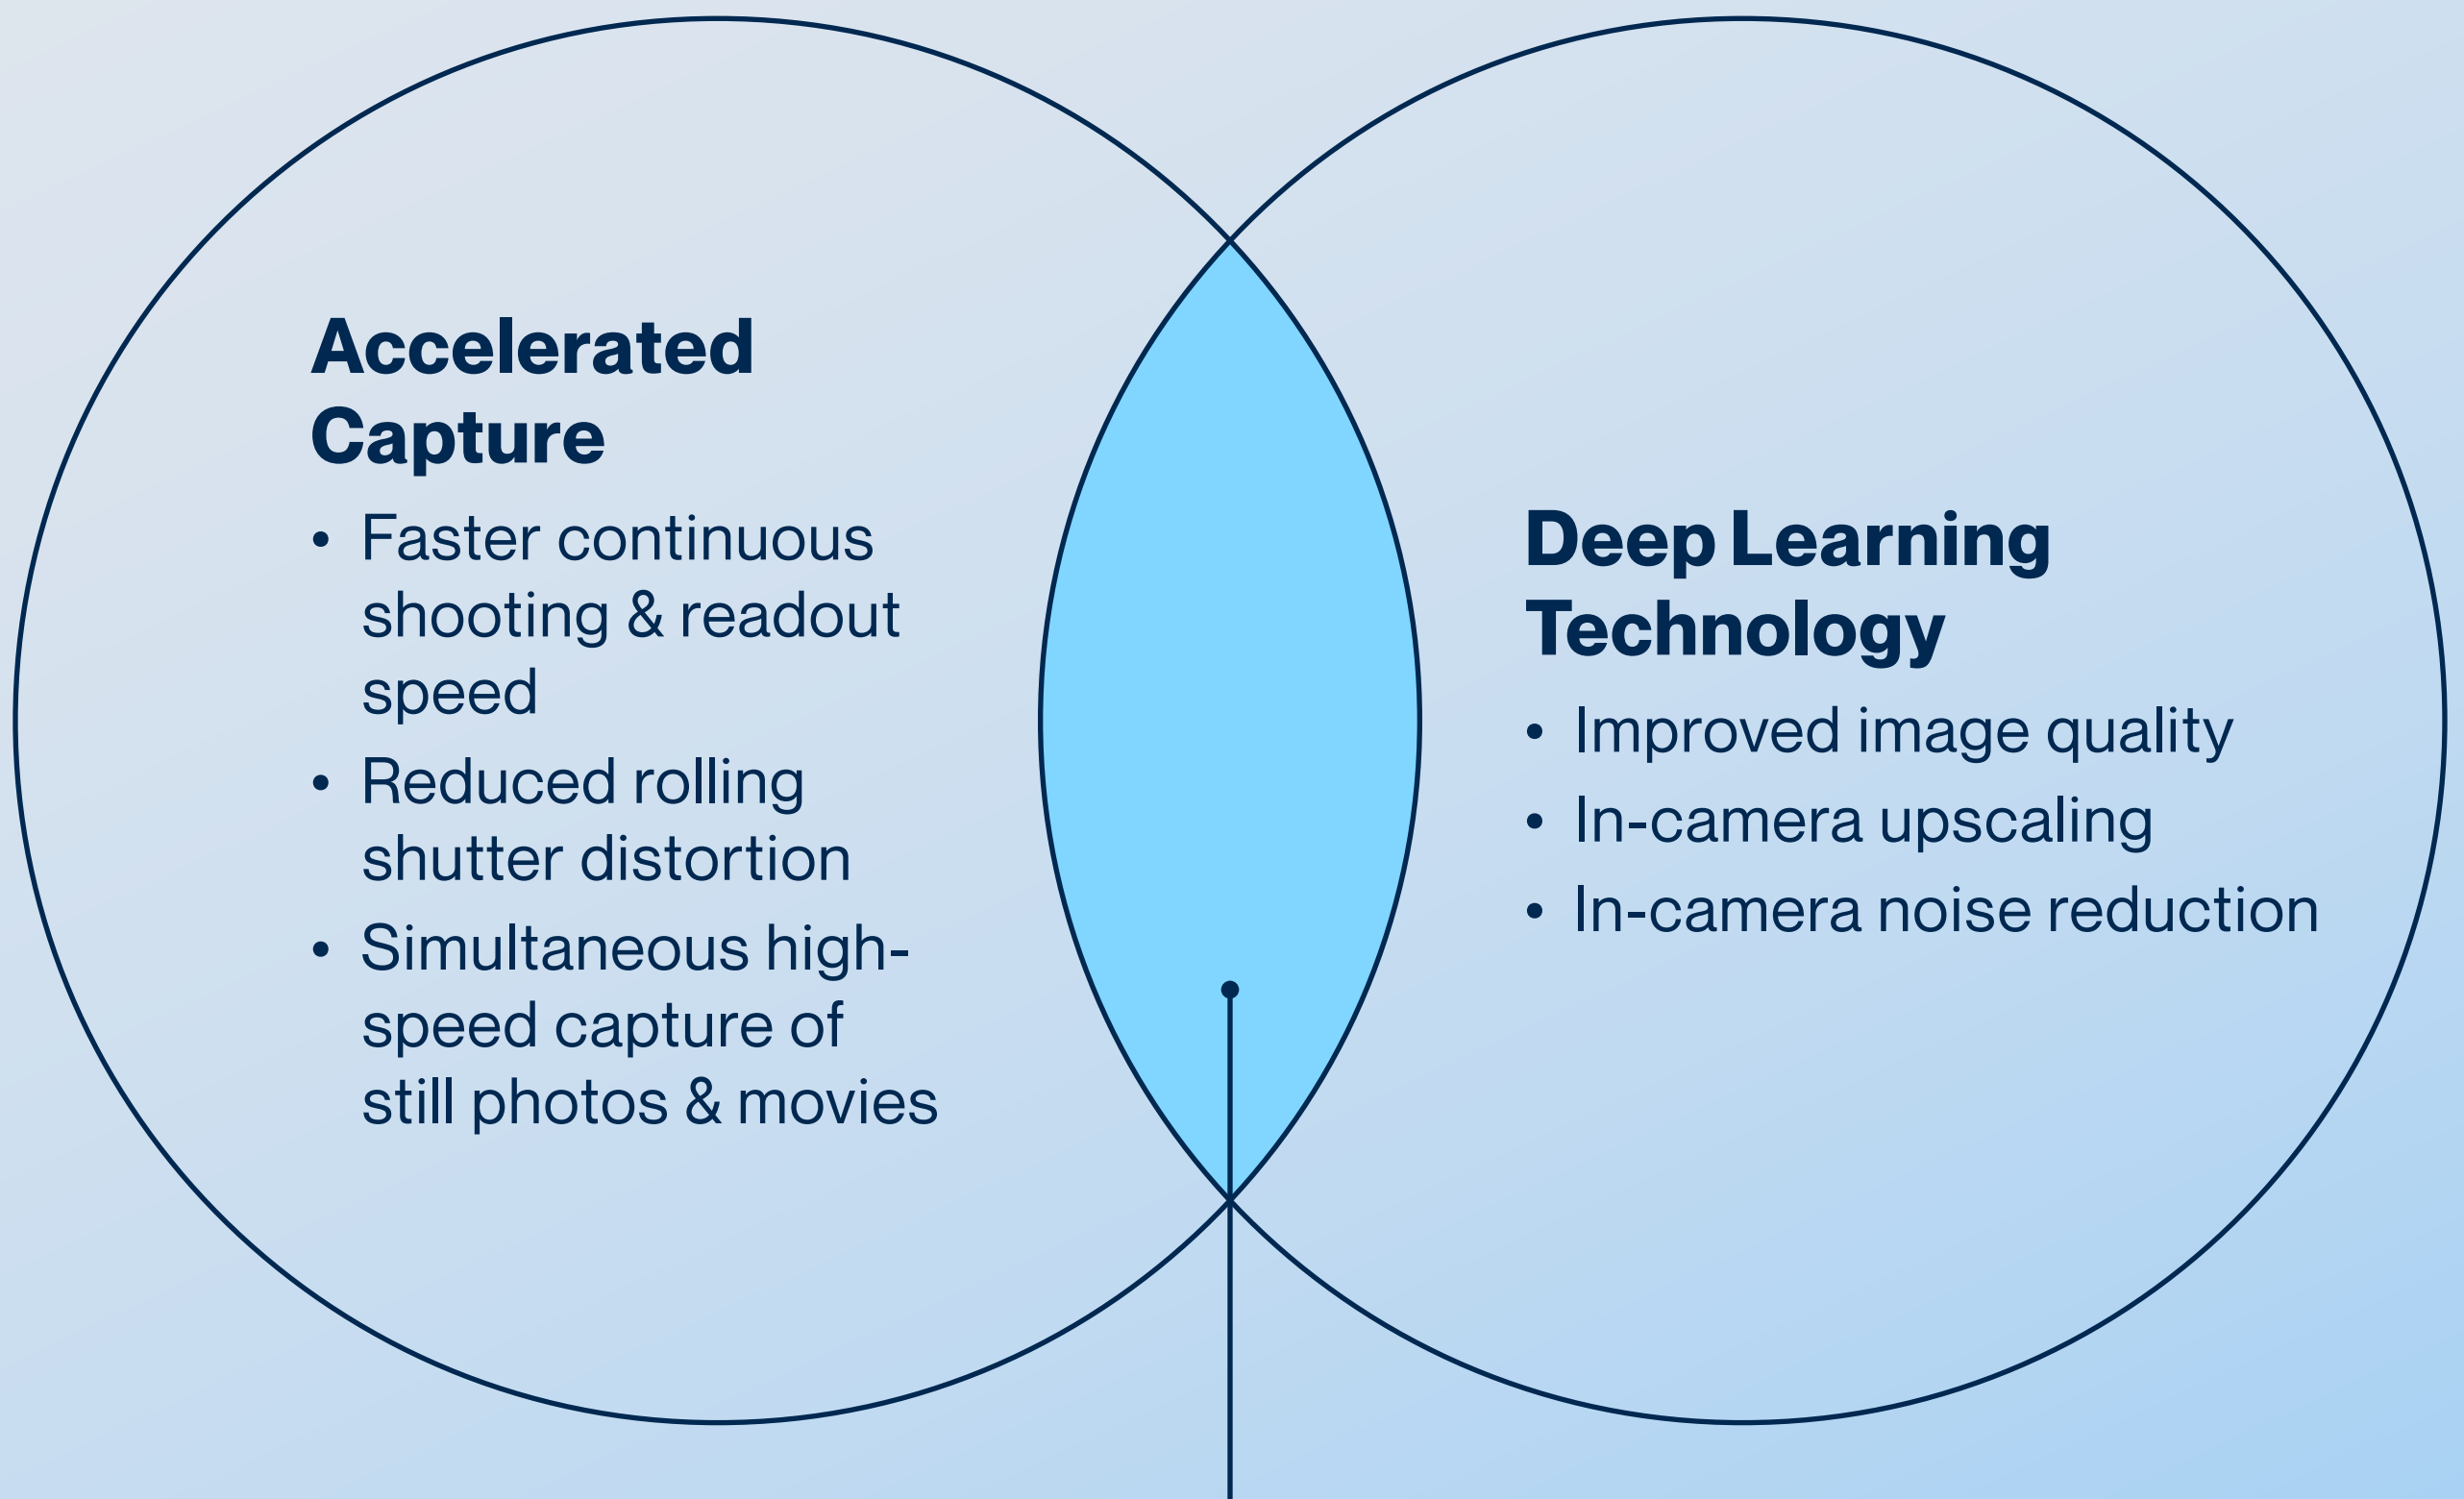 Accelerated
Capture
• Faster continuous
shooting & readout
speed
• Reduced rolling
shutter distortion
• Simultaneous high-
speed capture of
still photos & movies
Deep Learning
Technology
• Improved image quality
• In-camera upscaling
• In-camera noise reduction